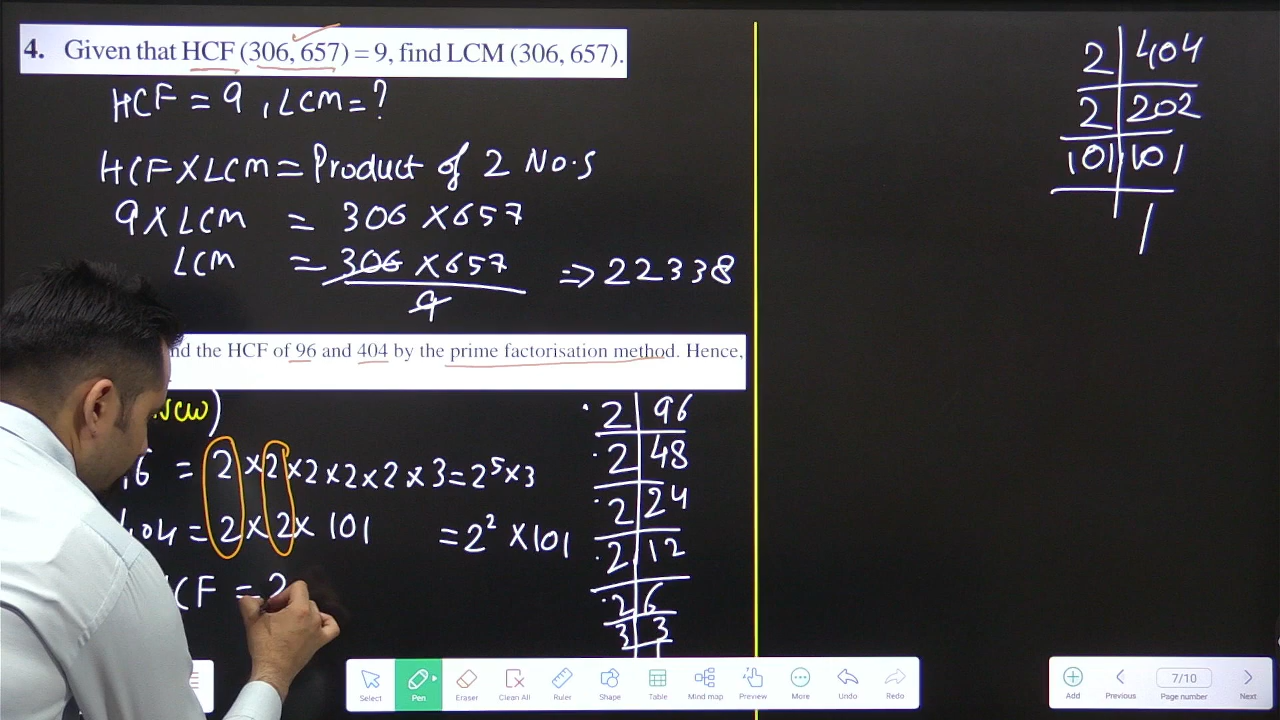 4. Given that HCF (306, 657) = 9, find LCM (306, 657).
HCF = 9 , LCM = ?
HCF X LCM = Product of 2 No.s
9 X LCM = 306 X 657
LCM = 306 X 657
9
⇒ 22338
nd the HCF of 96 and 404 by the prime factorisation method. Hence,
)
6 = 2 × 2 × 2 × 2 × 2 × 3 = 2⁵ × 3
404 = 2 × 2 × 101 = 2² × 101
CF = 2
2 | 96
2 | 48
2 | 24
2 | 12
2 | 6
3 | 3
1
2 | 404
2 | 202
101 | 101
1
Select
Pen
Eraser
Clean All
Ruler
Shape
Table
Mind map
Preview
More
Undo
Redo
Add
Previous
7/10
Page number
Next